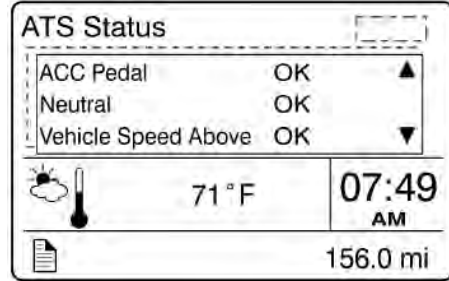 ATS Status
ACC Pedal OK
Neutral OK
Vehicle Speed Above OK
71°F
07:49
AM
156.0 mi